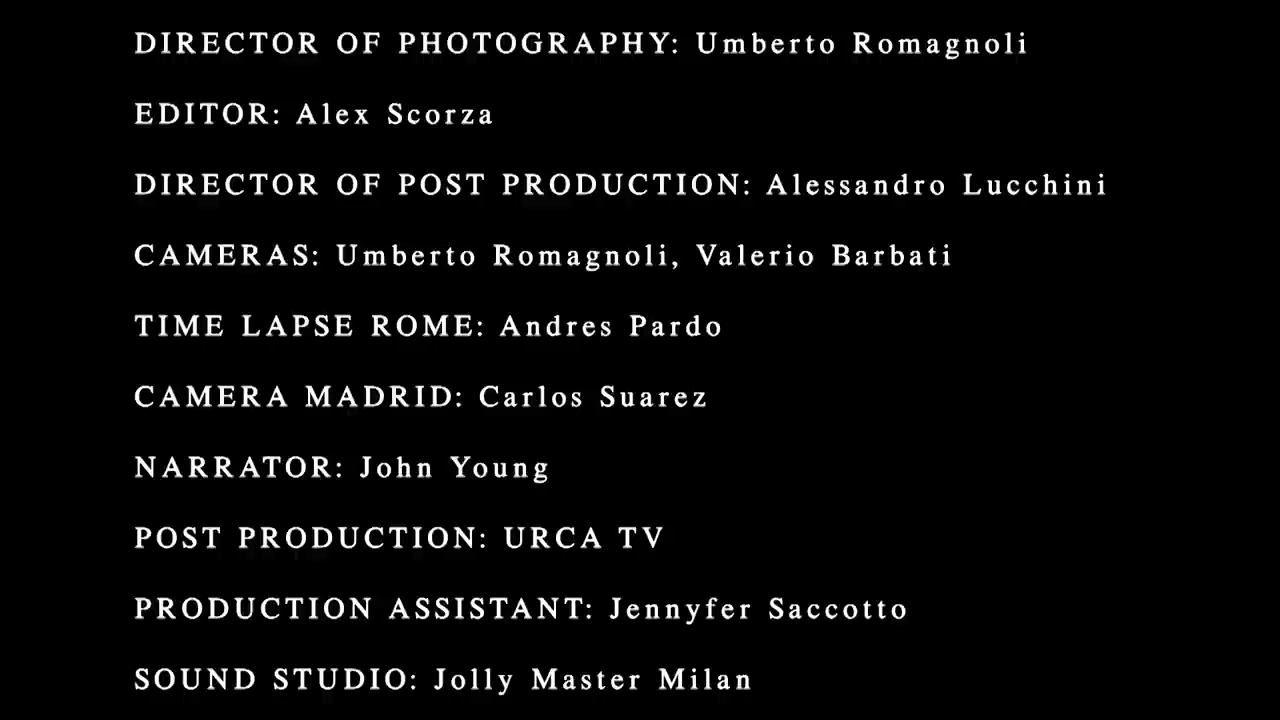 DIRECTOR OF PHOTOGRAPHY: Umberto Romagnoli
EDITOR: Alex Scorza
DIRECTOR OF POST PRODUCTION: Alessandro Lucchini
CAMERAS: Umberto Romagnoli, Valerio Barbati
TIME LAPSE ROME: Andres Pardo
CAMERA MADRID: Carlos Suarez
NARRATOR: John Young
POST PRODUCTION: URCA TV
PRODUCTION ASSISTANT: Jennyfer Saccotto
SOUND STUDIO: Jolly Master Milan